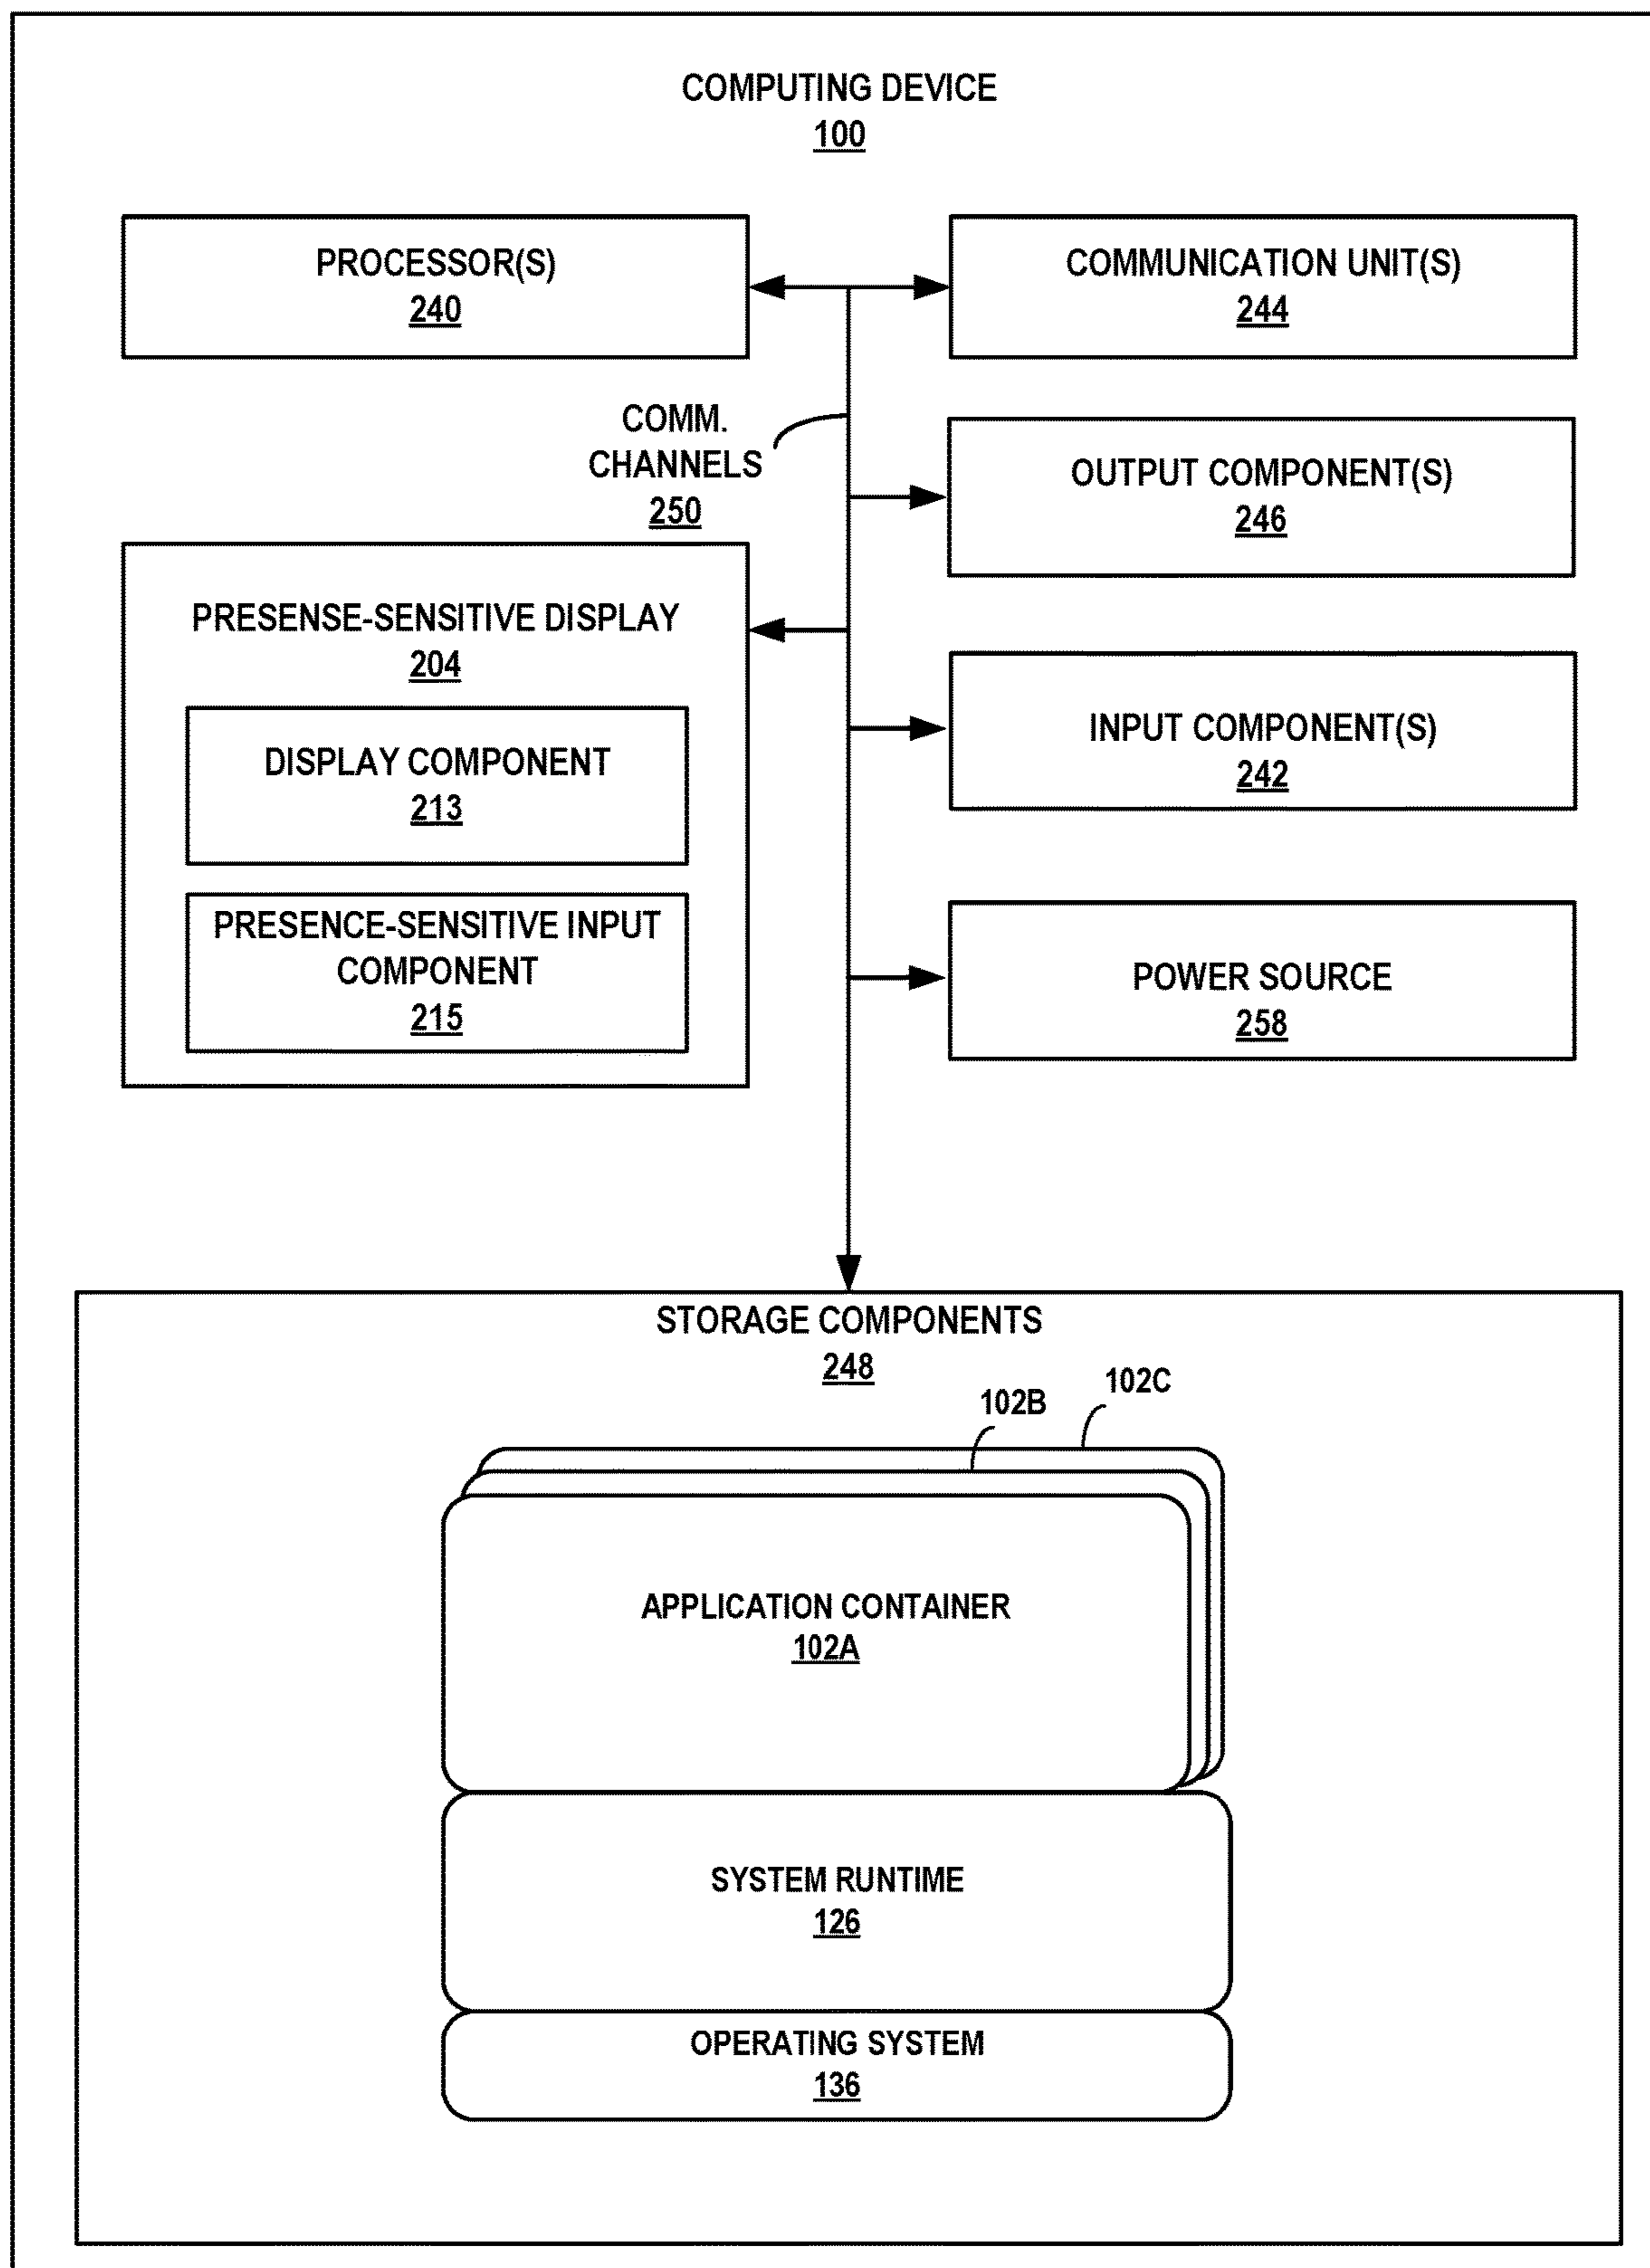 COMPUTING DEVICE
100
PROCESSOR(S)
240
COMMUNICATION UNIT(S)
244
COMM.
CHANNELS
250
OUTPUT COMPONENT(S)
246
PRESENSE-SENSITIVE DISPLAY
204
DISPLAY COMPONENT
213
PRESENCE-SENSITIVE INPUT
COMPONENT
215
INPUT COMPONENT(S)
242
POWER SOURCE
258
STORAGE COMPONENTS
248
102C
102B
APPLICATION CONTAINER
102A
SYSTEM RUNTIME
126
OPERATING SYSTEM
136